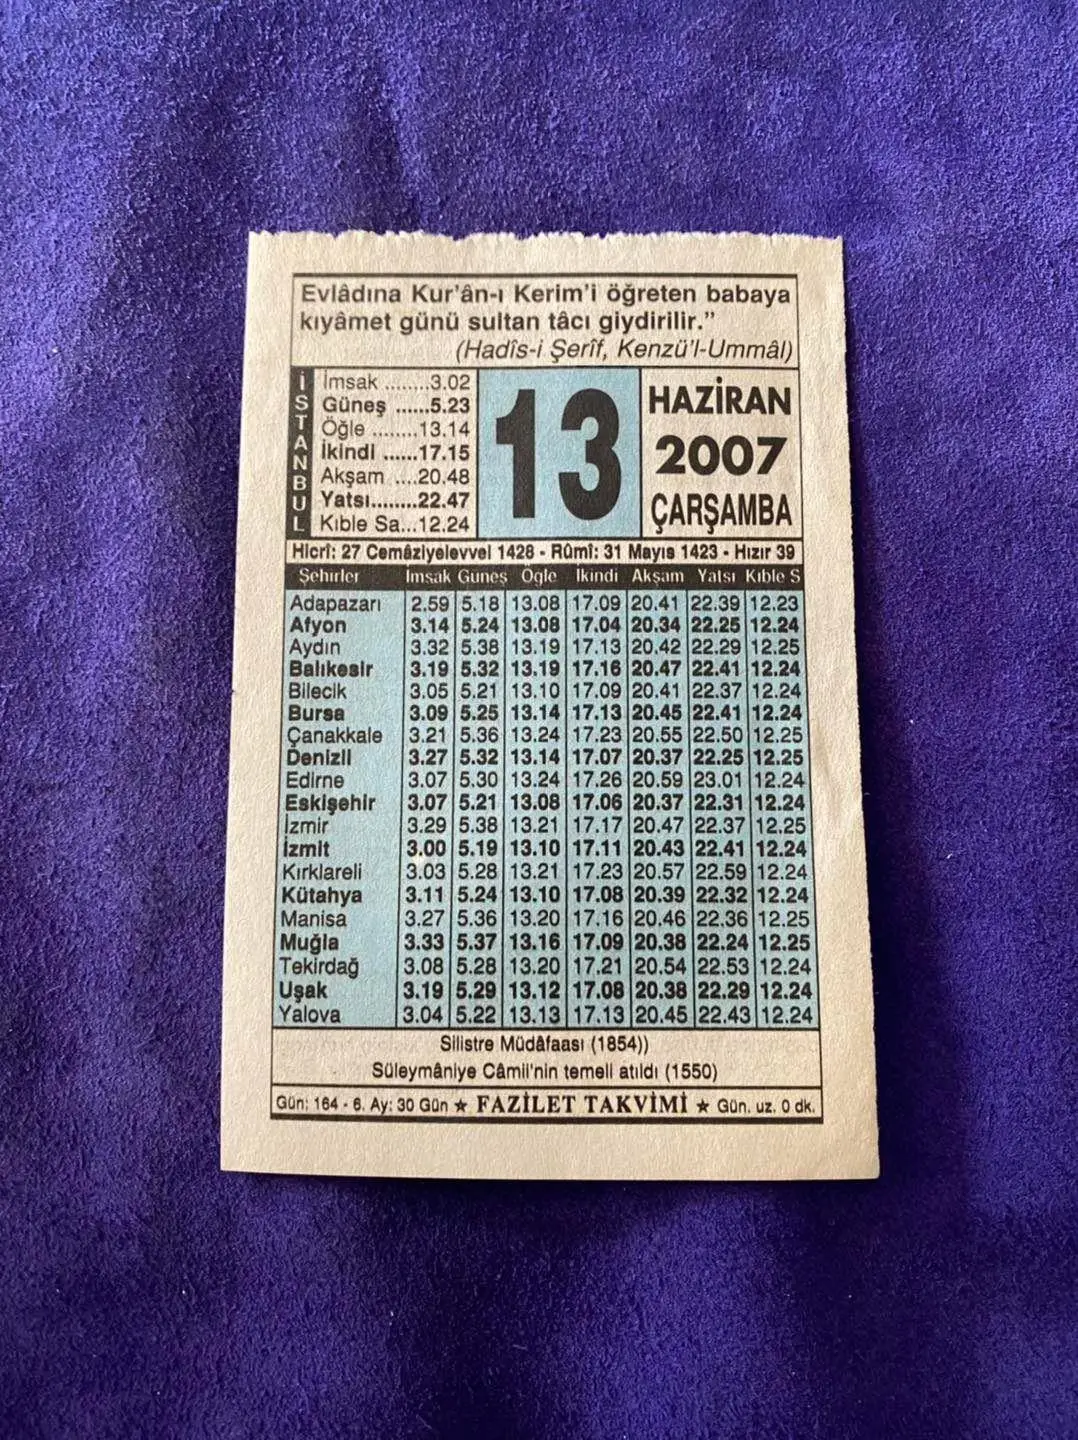 Evlâdına Kur'ân-ı Kerim'i öğreten babaya
kıyâmet günü sultan tâcı giydirilir.”
(Hadîs-i Şerîf, Kenzü'l-Ummâl)
İSTANBUL
İmsak ........3.02
Güneş ......5.23
Öğle ........13.14
İkindi ......17.15
Akşam ....20.48
Yatsı........22.47
Kıble Sa...12.24
13
HAZİRAN
2007
ÇARŞAMBA
Hicrî: 27 Cemâziyelevvel 1428 - Rûmî: 31 Mayıs 1423 - Hızır 39
Şehirler İmsak Güneş Öğle İkindi Akşam Yatsı Kıble S
Adapazarı 2.59 5.18 13.08 17.09 20.41 22.39 12.23
Afyon 3.14 5.24 13.08 17.04 20.34 22.25 12.24
Aydın 3.32 5.38 13.19 17.13 20.42 22.29 12.25
Balıkesir 3.19 5.32 13.19 17.16 20.47 22.41 12.24
Bilecik 3.05 5.21 13.10 17.09 20.41 22.37 12.24
Bursa 3.09 5.25 13.14 17.13 20.45 22.41 12.24
Çanakkale 3.21 5.36 13.24 17.23 20.55 22.50 12.25
Denizli 3.27 5.32 13.14 17.07 20.37 22.25 12.25
Edirne 3.07 5.30 13.24 17.26 20.59 23.01 12.24
Eskişehir 3.07 5.21 13.08 17.06 20.37 22.31 12.24
İzmir 3.29 5.38 13.21 17.17 20.47 22.37 12.25
İzmit 3.00 5.19 13.10 17.11 20.43 22.41 12.24
Kırklareli 3.03 5.28 13.21 17.23 20.57 22.59 12.24
Kütahya 3.11 5.24 13.10 17.08 20.39 22.32 12.24
Manisa 3.27 5.36 13.20 17.16 20.46 22.36 12.25
Muğla 3.33 5.37 13.16 17.09 20.38 22.24 12.25
Tekirdağ 3.08 5.28 13.20 17.21 20.54 22.53 12.24
Uşak 3.19 5.29 13.12 17.08 20.38 22.29 12.24
Yalova 3.04 5.22 13.13 17.13 20.45 22.43 12.24
Silistre Müdâfaası (1854))
Süleymâniye Câmii'nin temeli atıldı (1550)
Gün: 164 - 6. Ay: 30 Gün ★ FAZİLET TAKVİMİ ★ Gün. uz. 0 dk.